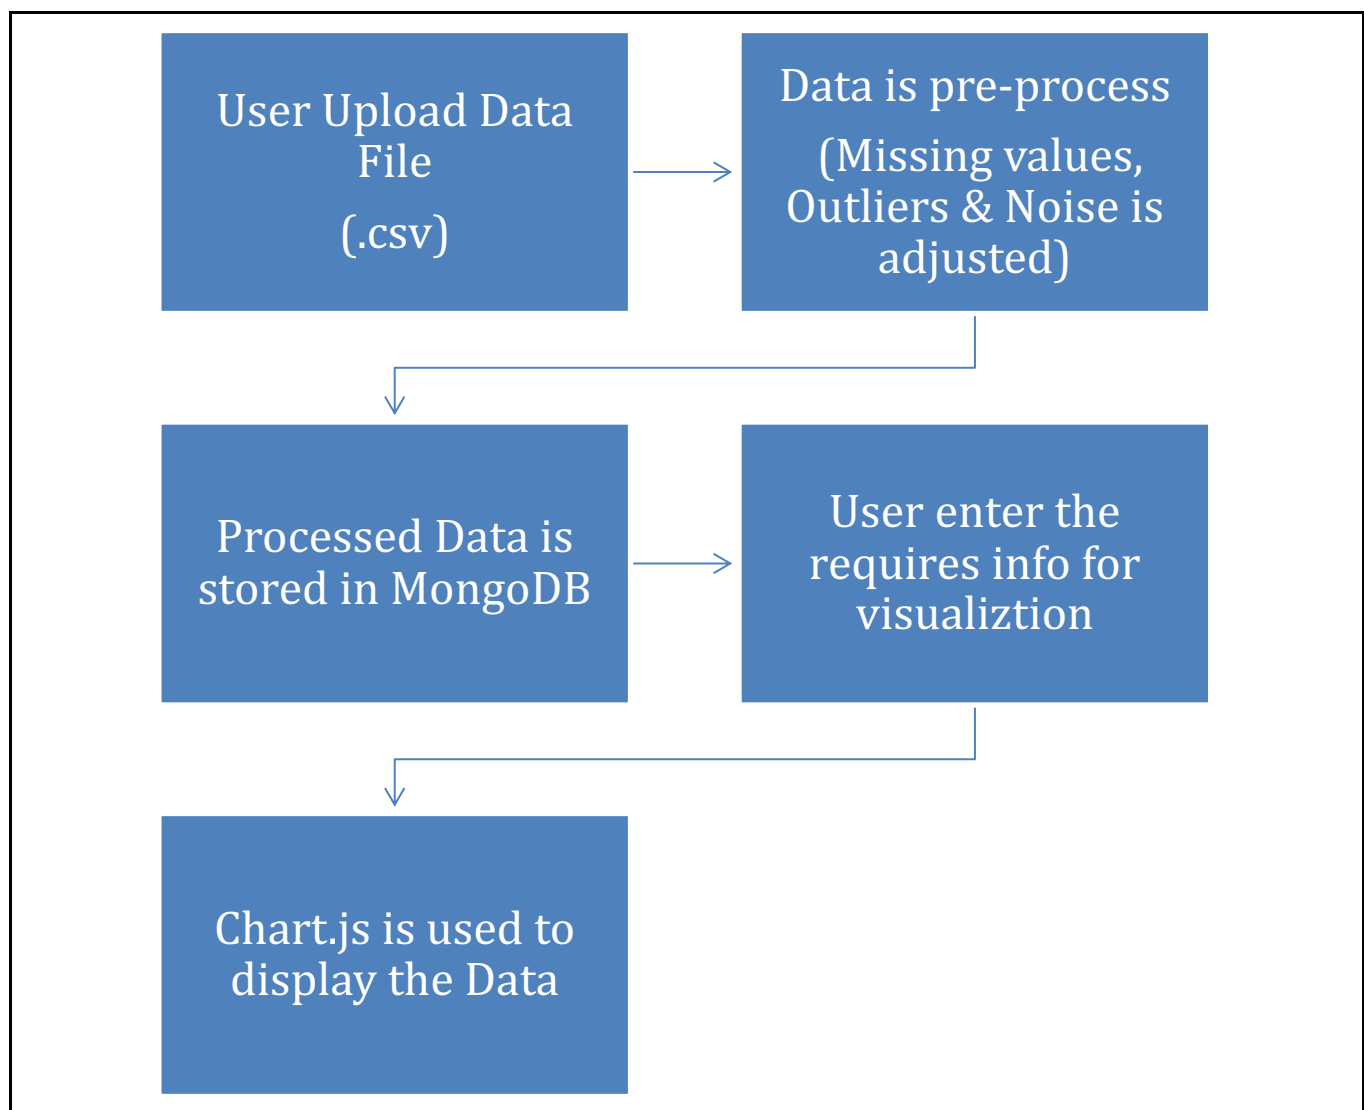 User Upload Data
File
(.csv)
Data is pre-process
(Missing values,
Outliers & Noise is
adjusted)
Processed Data is
stored in MongoDB
User enter the
requires info for
visualiztion
Chart.js is used to
display the Data